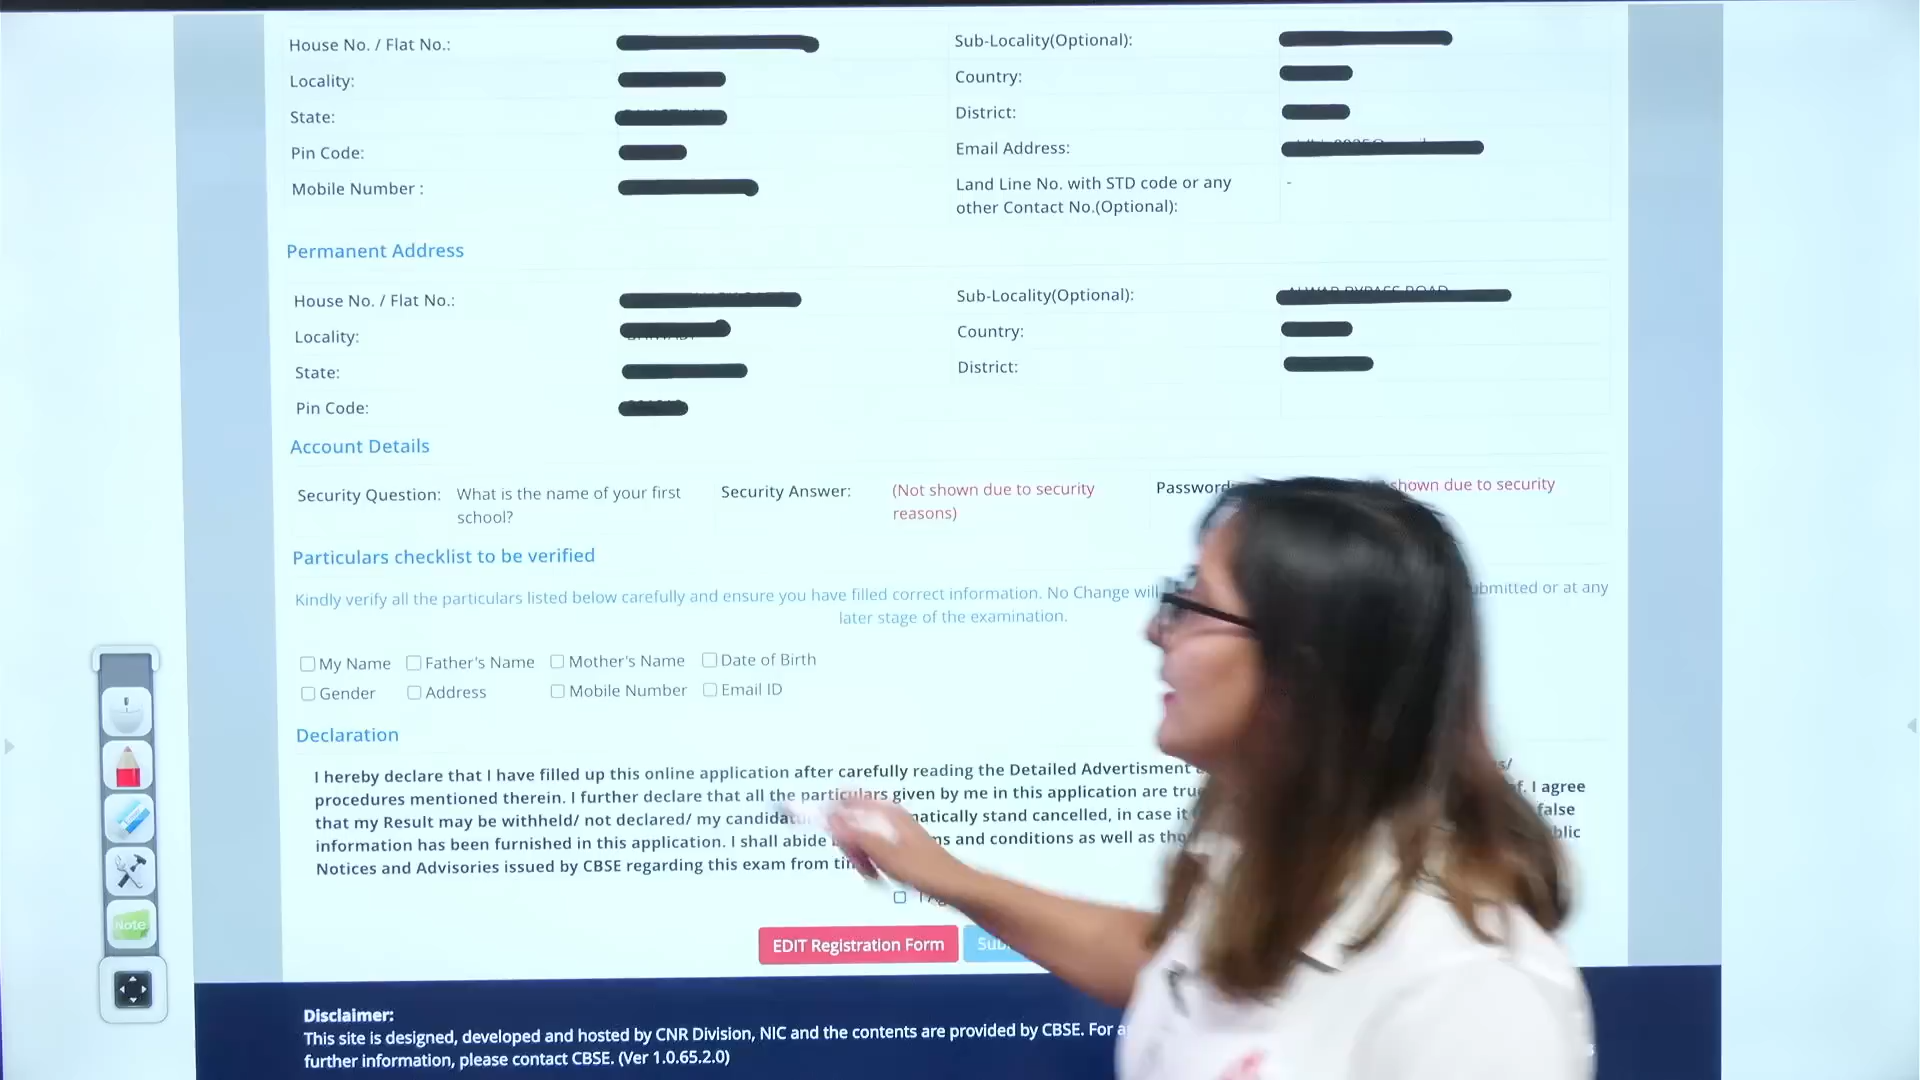 House No. / Flat No.:
Sub-Locality(Optional):
Locality:
Country:
State:
District:
Pin Code:
Email Address:
Mobile Number :
Land Line No. with STD code or any
other Contact No.(Optional):
-
Permanent Address
House No. / Flat No.:
Sub-Locality(Optional):
Locality:
Country:
State:
District:
Pin Code:
Account Details
Security Question: What is the name of your first
school?
Security Answer: (Not shown due to security
reasons)
Password shown due to security
Particulars checklist to be verified
Kindly verify all the particulars listed below carefully and ensure you have filled correct information. No Change will ubmitted or at any
later stage of the examination.
My Name Father's Name Mother's Name Date of Birth
Gender Address Mobile Number Email ID
Declaration
I hereby declare that I have filled up this online application after carefully reading the Detailed Advertisment
procedures mentioned therein. I further declare that all the particulars given by me in this application are true f. I agree
that my Result may be withheld/ not declared/ my candidat matically stand cancelled, in case it false
information has been furnished in this application. I shall abide ns and conditions as well as tho blic
Notices and Advisories issued by CBSE regarding this exam from tim
EDIT Registration Form Sub
Note
Disclaimer:
This site is designed, developed and hosted by CNR Division, NIC and the contents are provided by CBSE. For a
further information, please contact CBSE. (Ver 1.0.65.2.0)